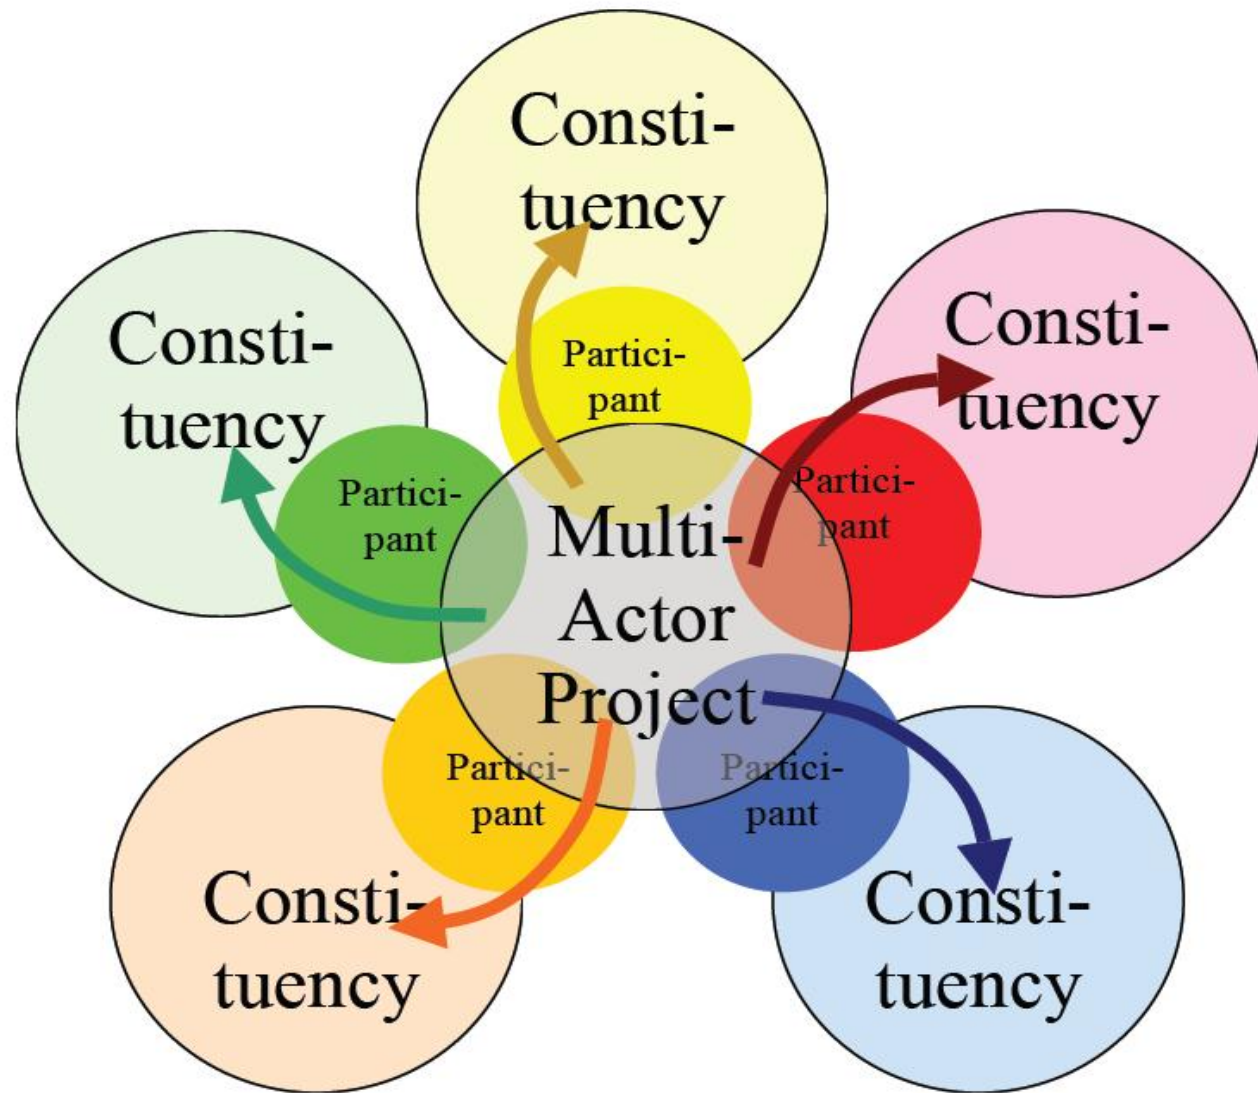 Consti-
tuency
Consti-
tuency
Consti-
tuency
Partici-
pant
Partici-
pant
Partici-
pant
Multi-
Actor
Project
Partici-
pant
Partici-
pant
Consti-
tuency
Consti-
tuency